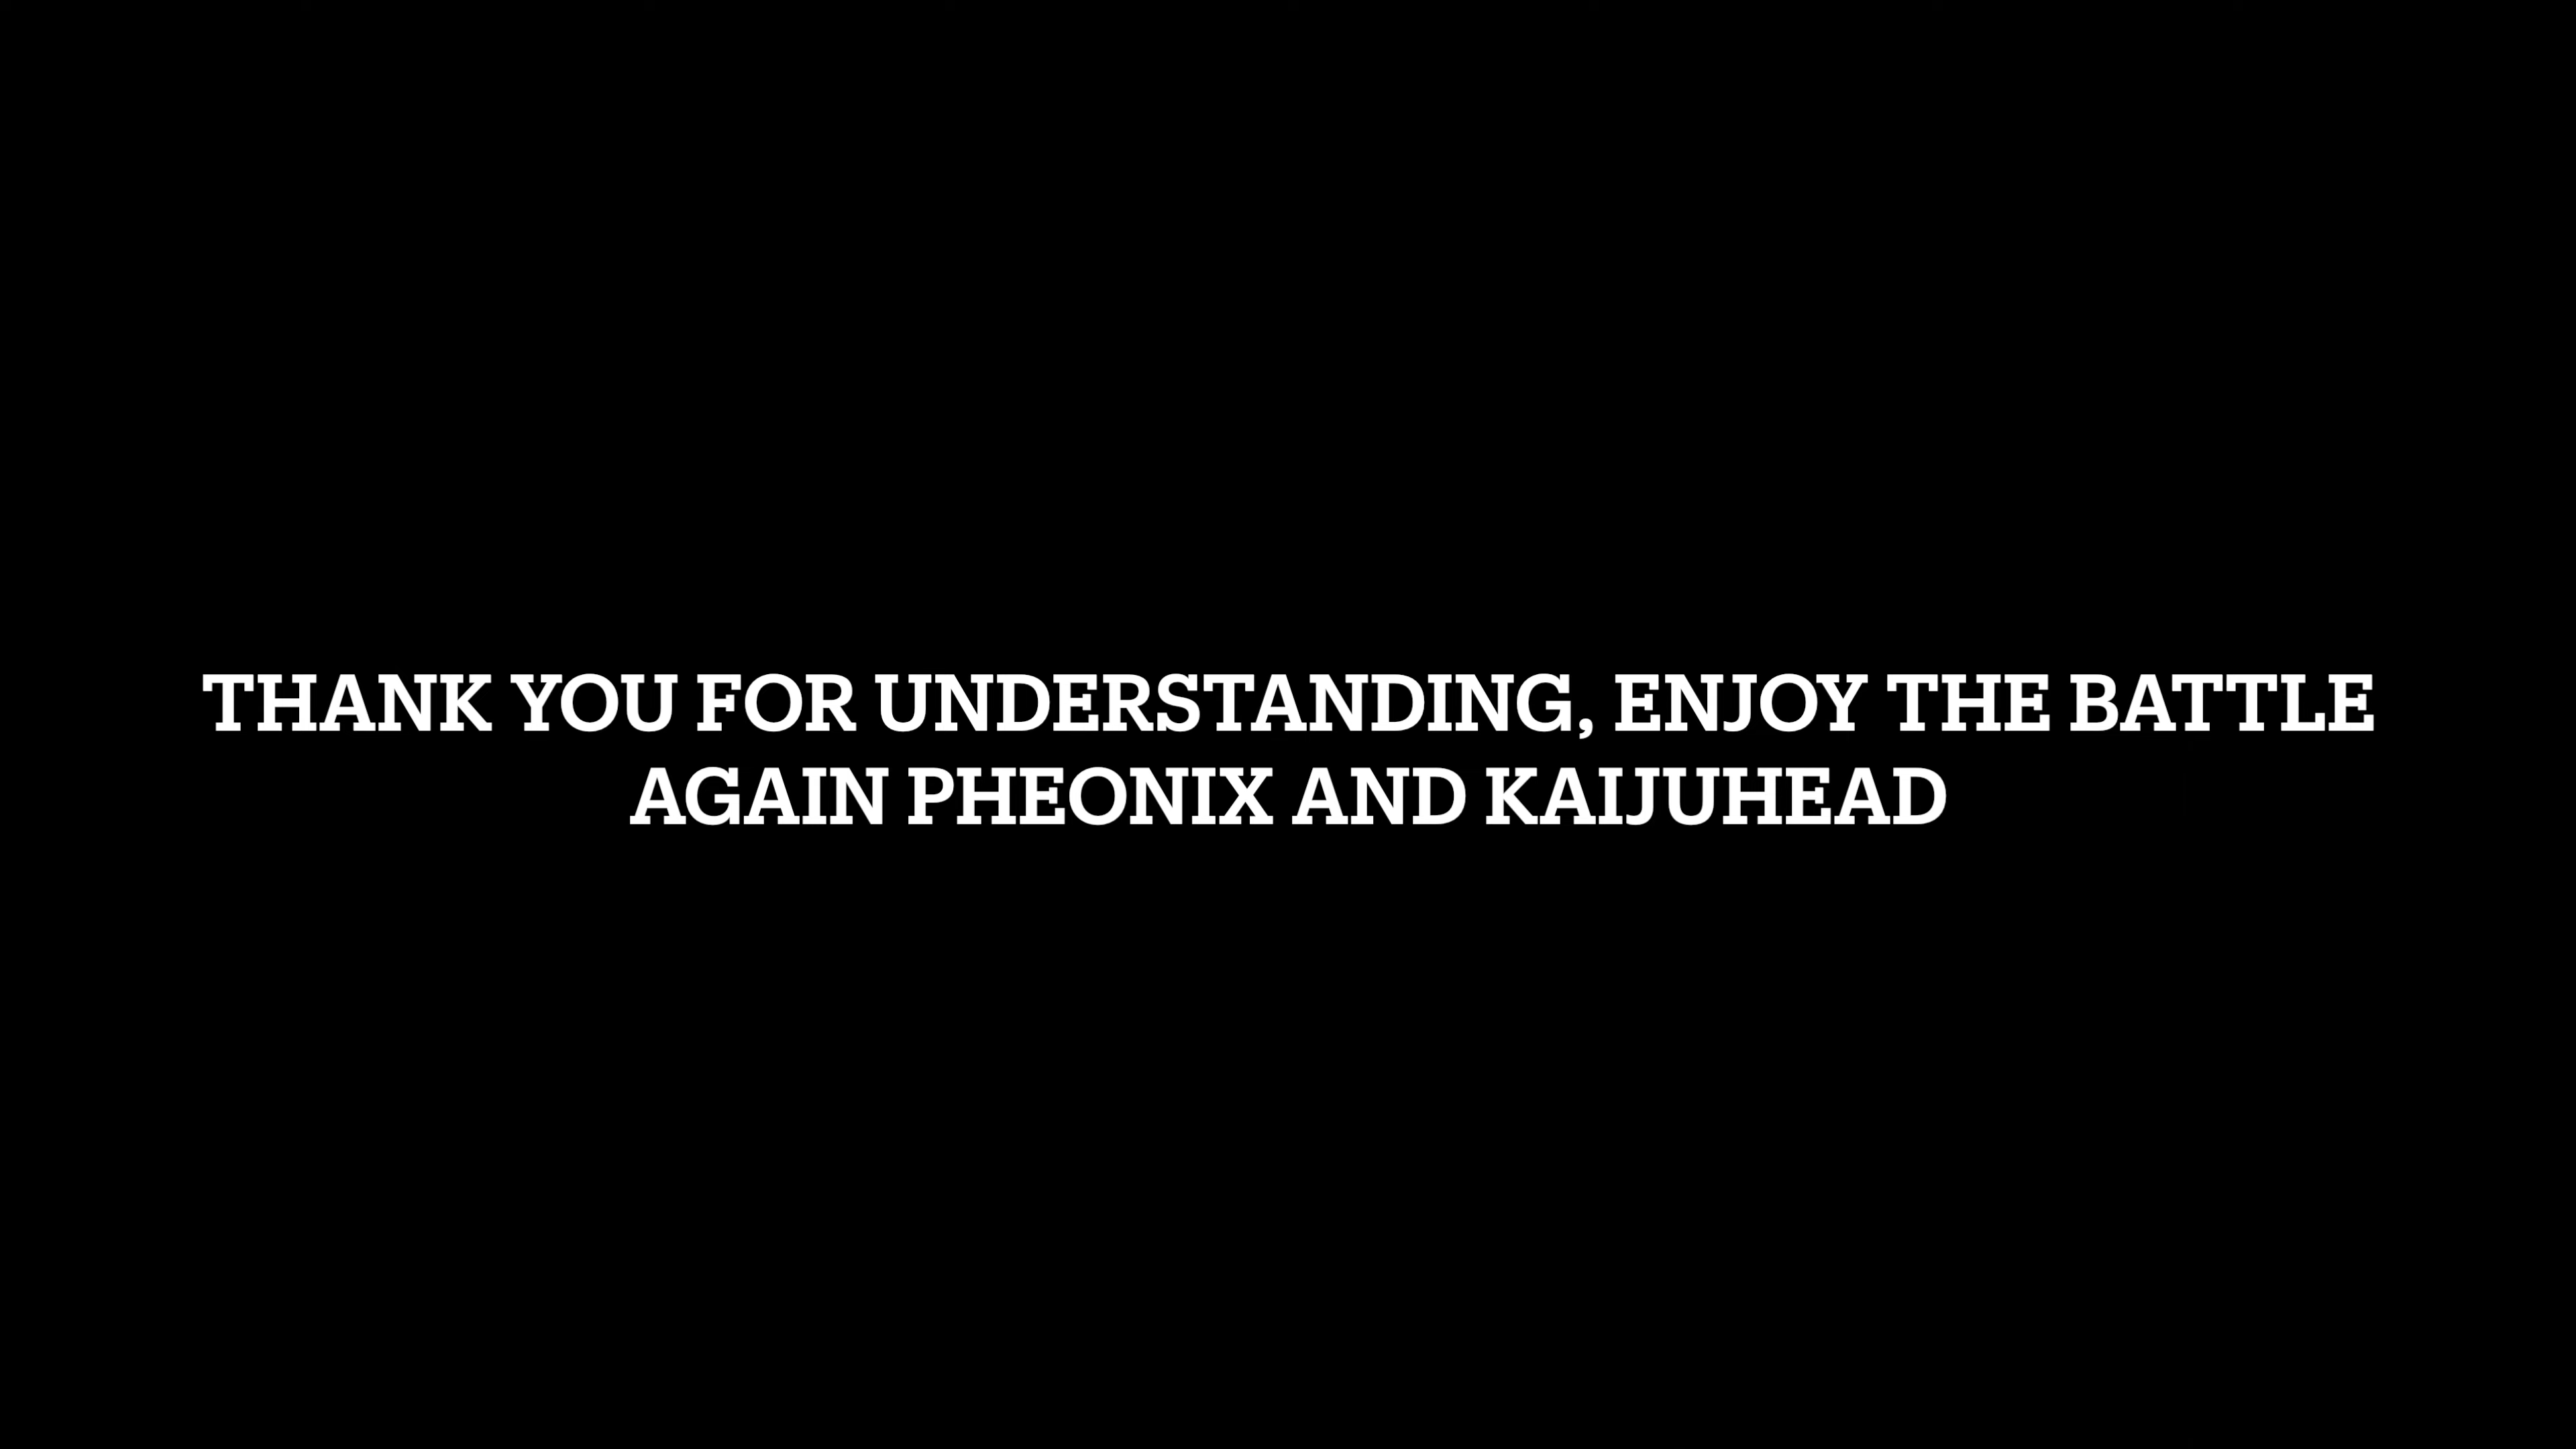 THANK YOU FOR UNDERSTANDING, ENJOY THE BATTLE
AGAIN PHEONIX AND KAIJUHEAD